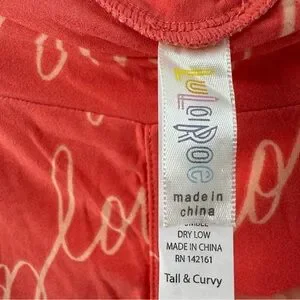 LuLaRoe
made in
china
DRY LOW
MADE IN CHINA
RN 142161
Tall & Curvy